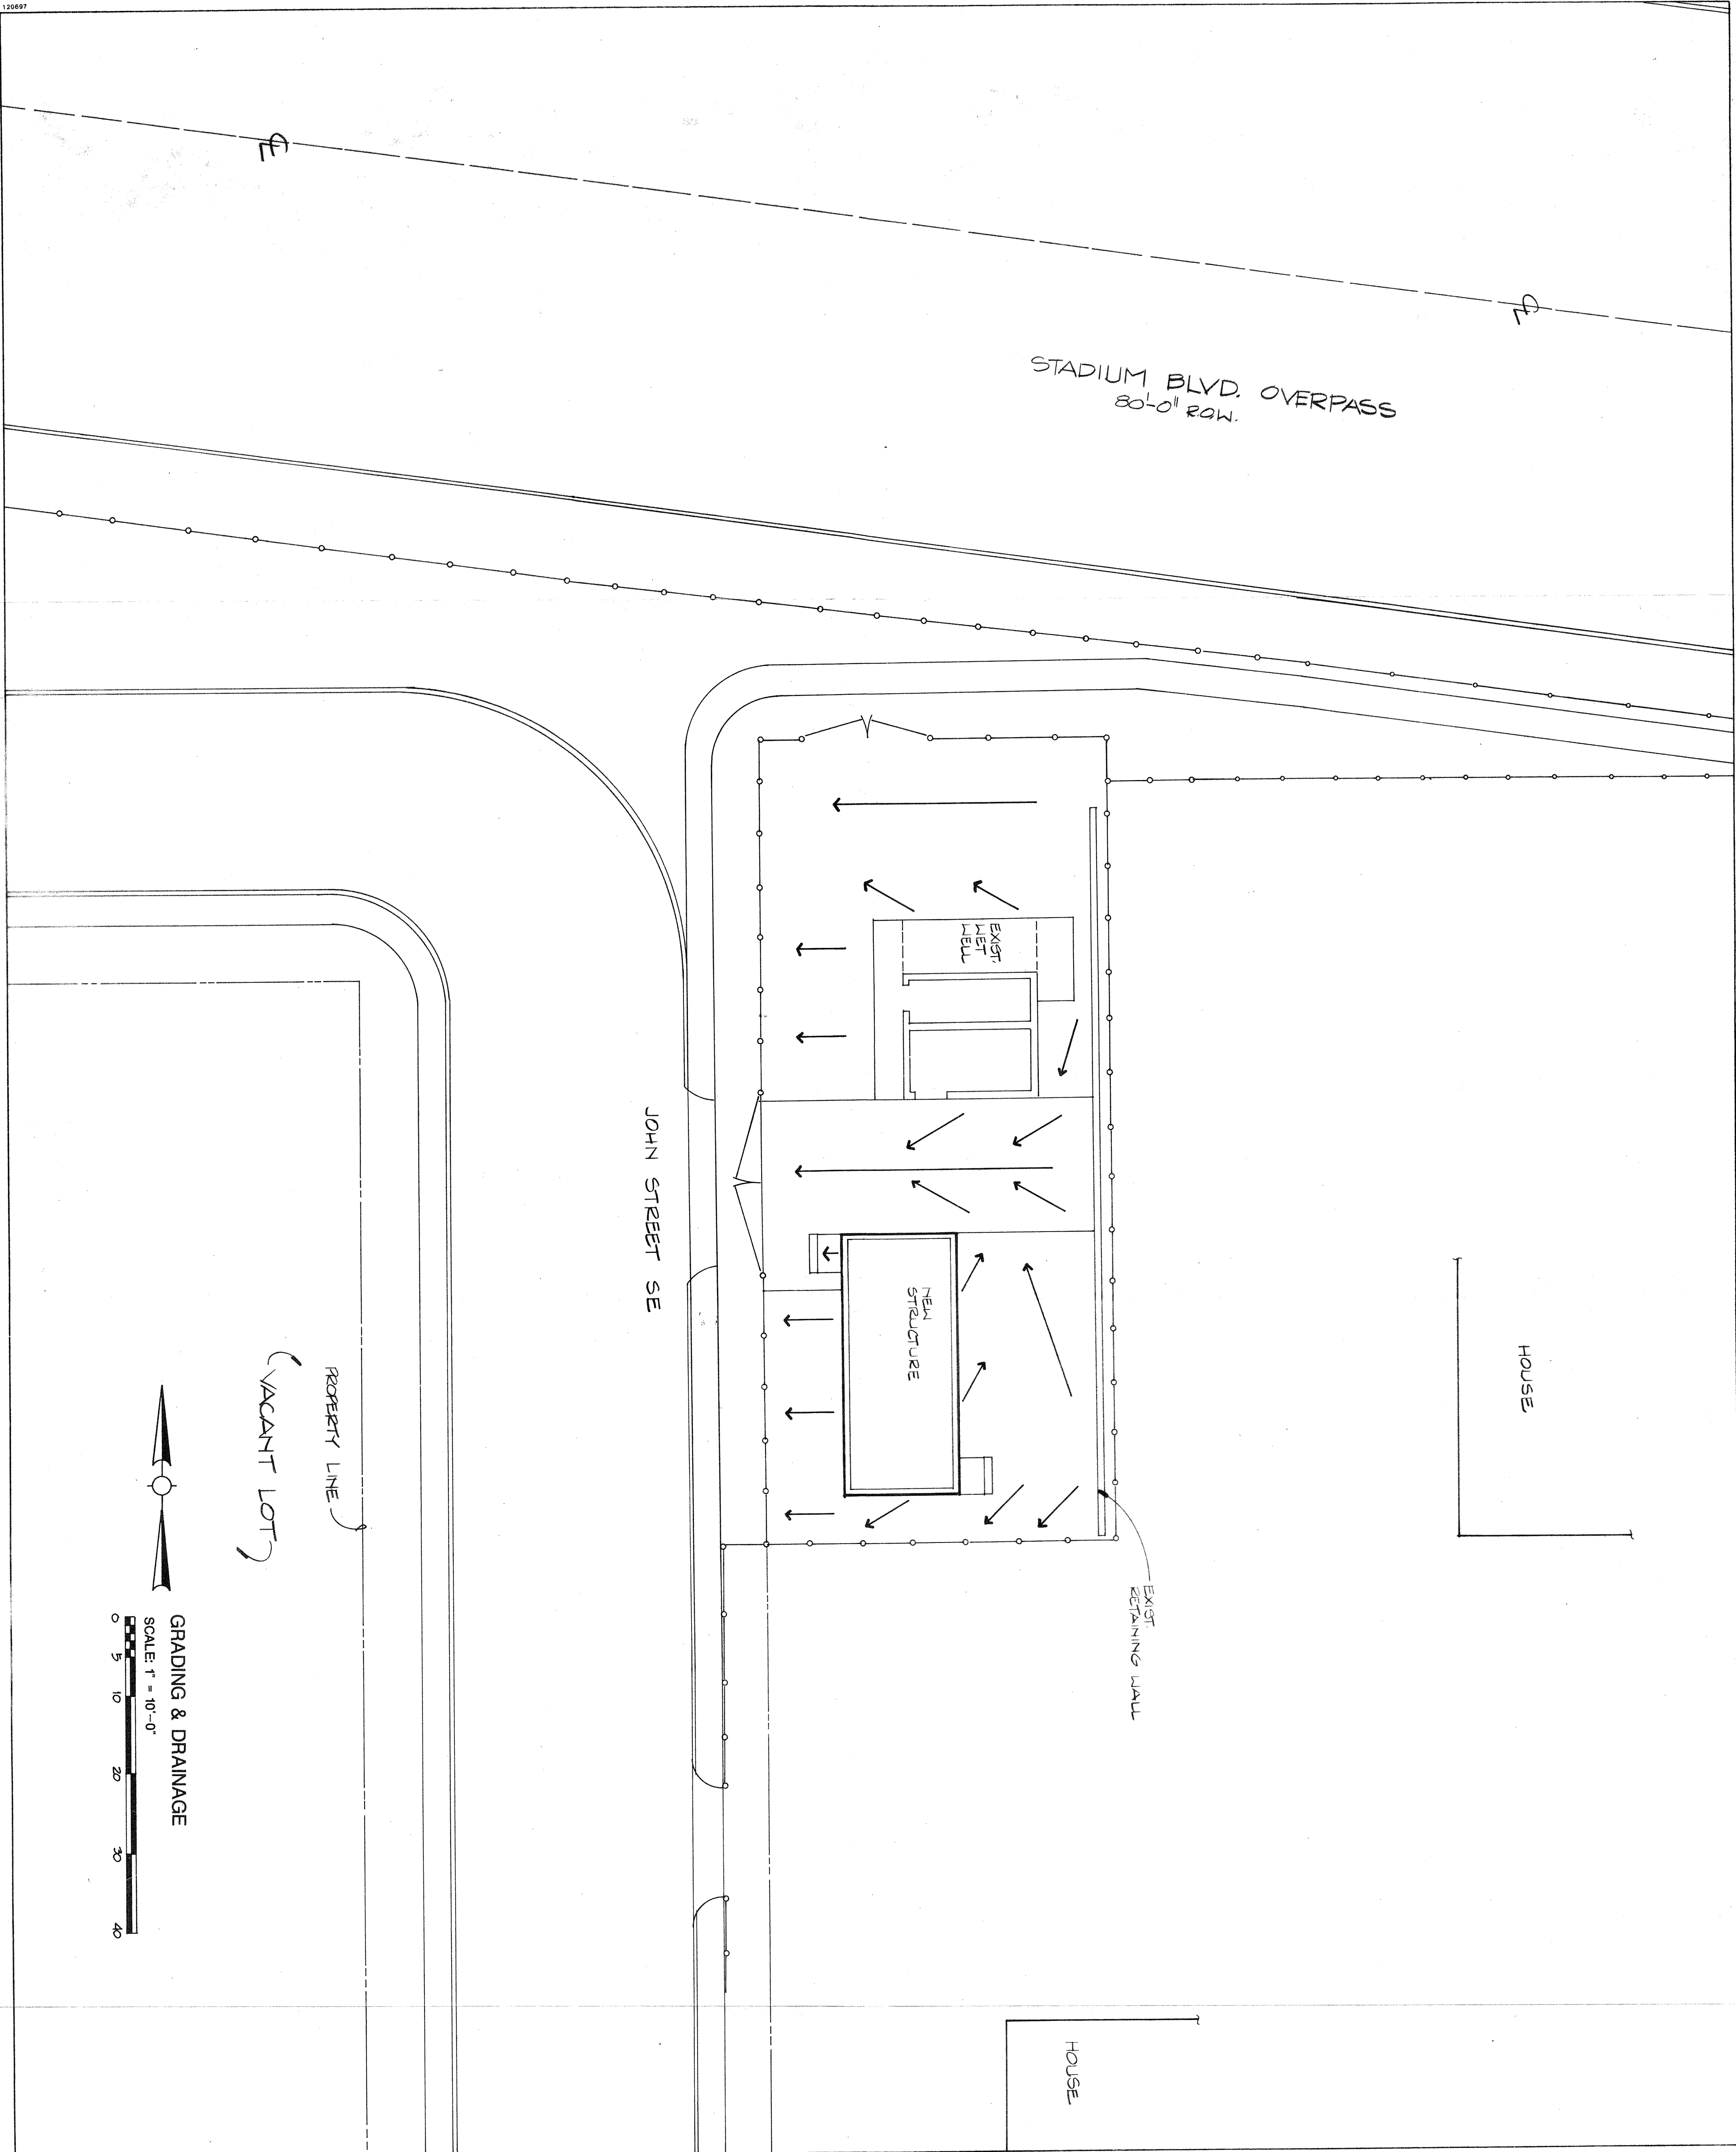 120697
℄
℄
STADIUM BLVD. OVERPASS
80'-0" R.O.W.
EXIST.
WET
WELL
JOHN STREET SE
NEW
STRUCTURE
HOUSE
PROPERTY LINE
VACANT LOT
EXIST.
RETAINING WALL
GRADING & DRAINAGE
SCALE: 1" = 10'-0"
0 5 10 20 30 40
HOUSE